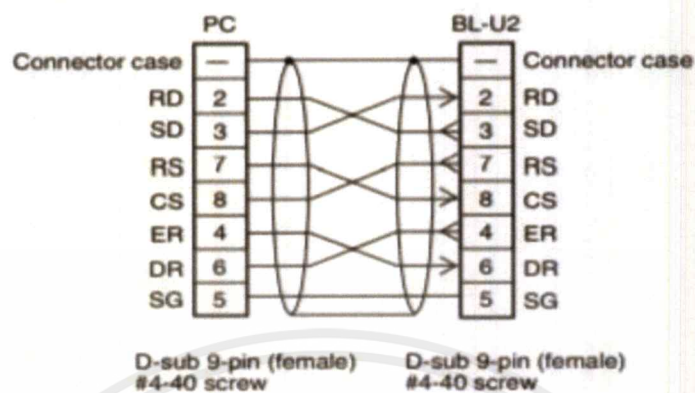 PC BL-U2
Connector case — — Connector case
RD 2 2 RD
SD 3 3 SD
RS 7 7 RS
CS 8 8 CS
ER 4 4 ER
DR 6 6 DR
SG 5 5 SG
D-sub 9-pin (female) D-sub 9-pin (female)
#4-40 screw #4-40 screw